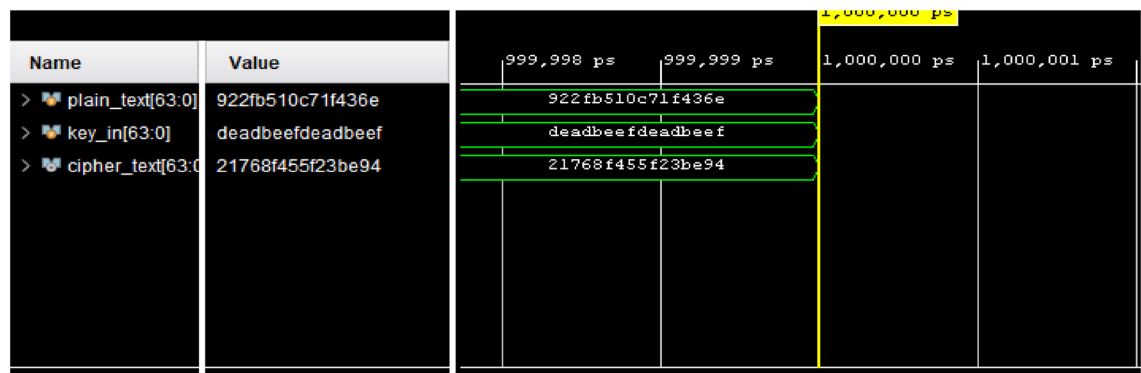 1,000,000 ps
Name Value 999,998 ps 999,999 ps 1,000,000 ps 1,000,001 ps
> plain_text[63:0] 922fb510c71f436e 922fb510c71f436e
> key_in[63:0] deadbeefdeadbeef deadbeefdeadbeef
> cipher_text[63:0 21768f455f23be94 21768f455f23be94